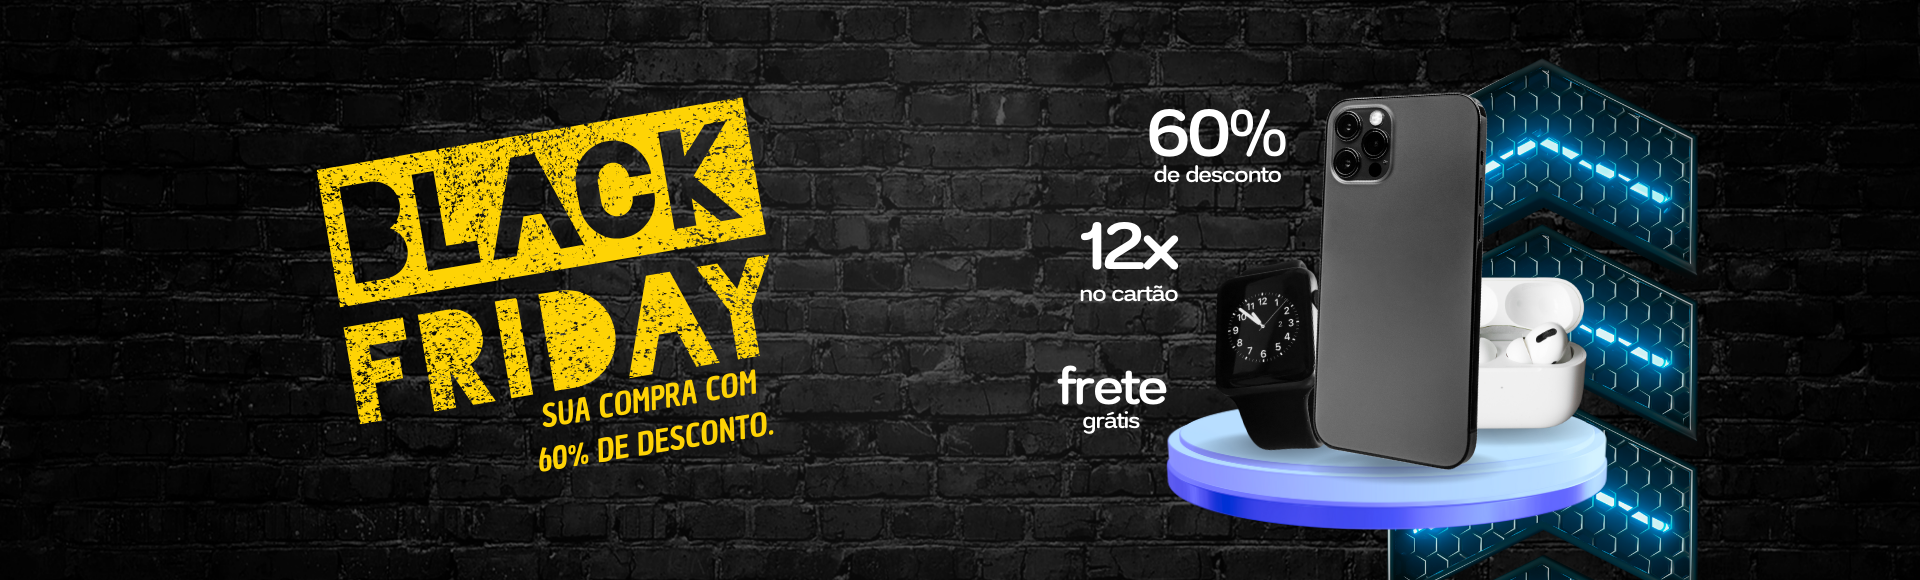 BLACK
FRIDAY
SUA COMPRA COM
60% DE DESCONTO.
60%
de desconto
12x
no cartão
frete
grátis